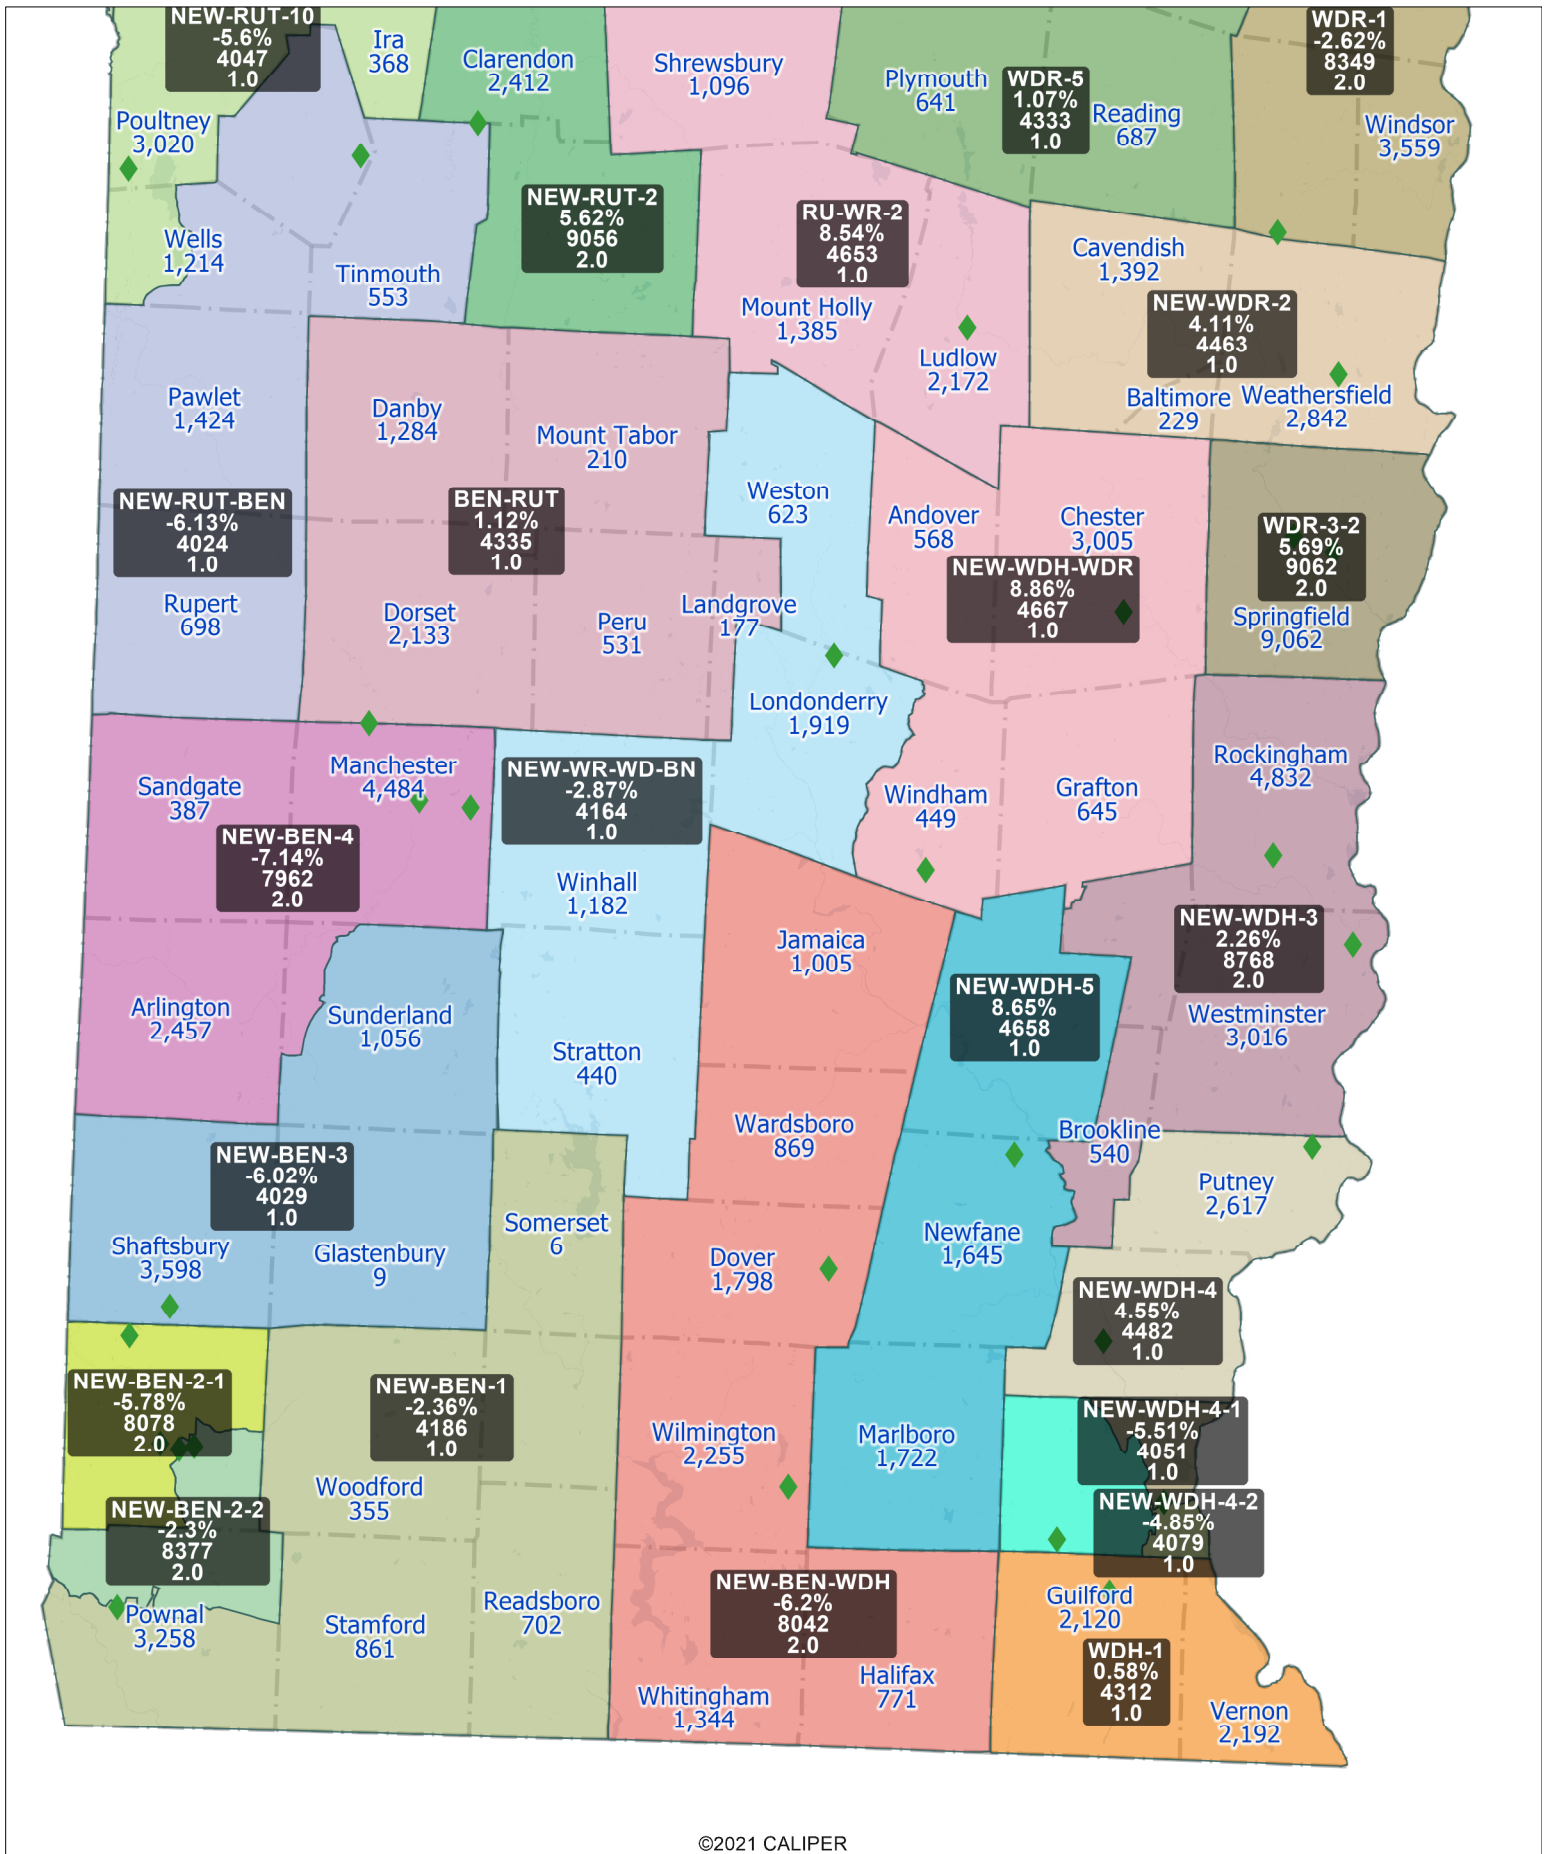 NEW-RUT-10
-5.6%
4047
1.0
Ira
368
Clarendon
2,412
Shrewsbury
1,096
Plymouth
641
WDR-5
1.07%
4333
1.0
Reading
687
WDR-1
-2.62%
8349
2.0
Windsor
3,559
Poultney
3,020
Wells
1,214
Tinmouth
553
NEW-RUT-2
5.62%
9056
2.0
RU-WR-2
8.54%
4653
1.0
Mount Holly
1,385
Ludlow
2,172
Cavendish
1,392
NEW-WDR-2
4.11%
4463
1.0
Baltimore
229
Weathersfield
2,842
Pawlet
1,424
Danby
1,284
Mount Tabor
210
NEW-RUT-BEN
-6.13%
4024
1.0
BEN-RUT
1.12%
4335
1.0
Weston
623
Andover
568
Chester
3,005
NEW-WDH-WDR
8.86%
4667
1.0
WDR-3-2
5.69%
9062
2.0
Springfield
9,062
Rupert
698
Dorset
2,133
Peru
531
Landgrove
177
Londonderry
1,919
Sandgate
387
Manchester
4,484
NEW-WR-WD-BN
-2.87%
4164
1.0
Windham
449
Grafton
645
Rockingham
4,832
NEW-BEN-4
-7.14%
7962
2.0
Winhall
1,182
Jamaica
1,005
NEW-WDH-3
2.26%
8768
2.0
NEW-WDH-5
8.65%
4658
1.0
Westminster
3,016
Arlington
2,457
Sunderland
1,056
Stratton
440
Wardsboro
869
Brookline
540
NEW-BEN-3
-6.02%
4029
1.0
Putney
2,617
Shaftsbury
3,598
Glastenbury
9
Somerset
6
Dover
1,798
Newfane
1,645
NEW-WDH-4
4.55%
4482
1.0
NEW-BEN-2-1
-5.78%
8078
2.0
NEW-BEN-1
-2.36%
4186
1.0
Woodford
355
Wilmington
2,255
Marlboro
1,722
NEW-WDH-4-1
-5.51%
4051
1.0
NEW-WDH-4-2
-4.85%
4079
1.0
NEW-BEN-2-2
-2.3%
8377
2.0
Pownal
3,258
Stamford
861
Readsboro
702
NEW-BEN-WDH
-6.2%
8042
2.0
Guilford
2,120
WDH-1
0.58%
4312
1.0
Whitingham
1,344
Halifax
771
Vernon
2,192
©2021 CALIPER